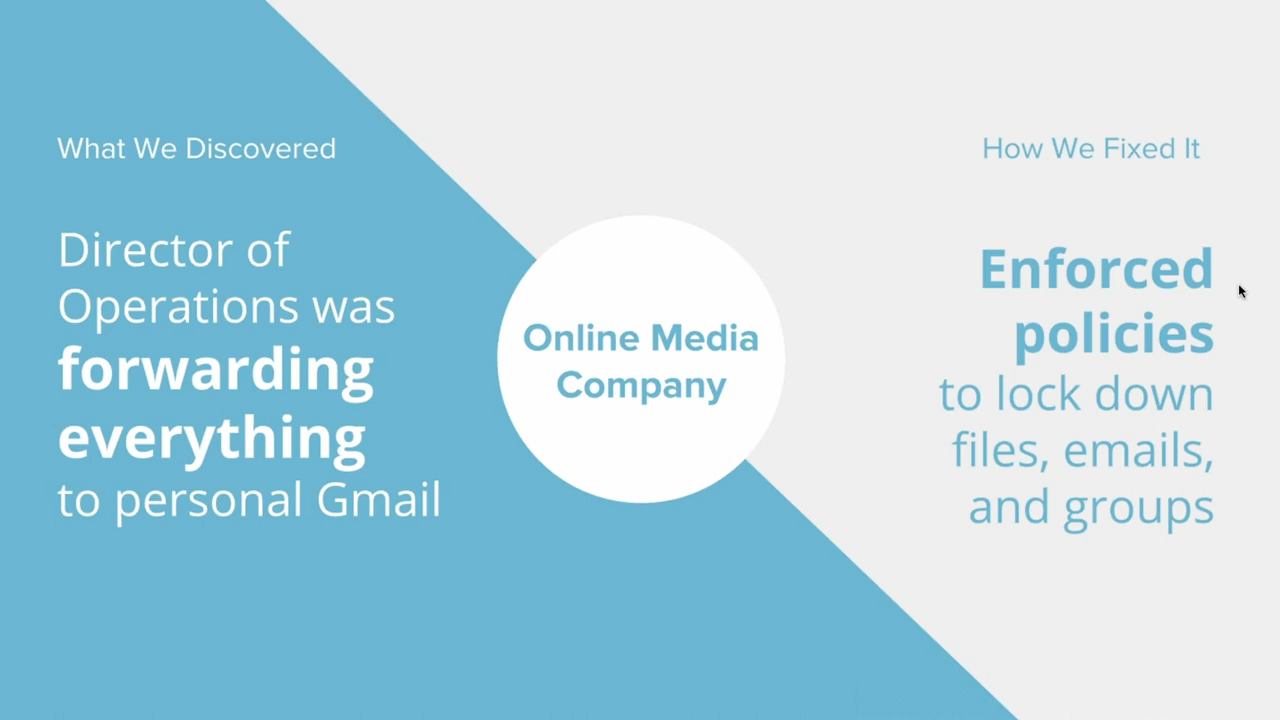 What We Discovered
Director of
Operations was
forwarding
everything
to personal Gmail
Online Media
Company
How We Fixed It
Enforced
policies
to lock down
files, emails,
and groups